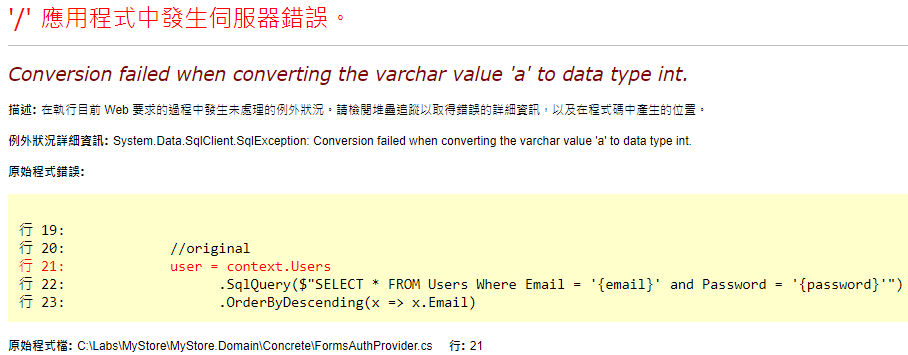 '/' 應用程式中發生伺服器錯誤。
Conversion failed when converting the varchar value 'a' to data type int.
描述: 在執行目前 Web 要求的過程中發生未處理的例外狀況。請檢閱堆疊追蹤以取得錯誤的詳細資訊，以及在程式碼中產生的位置。
例外狀況詳細資訊: System.Data.SqlClient.SqlException: Conversion failed when converting the varchar value 'a' to data type int.
原始程式錯誤:
行 19:
行 20:             //original
行 21:             user = context.Users
行 22:                   .SqlQuery($"SELECT * FROM Users Where Email = '{email}' and Password = '{password}'")
行 23:                   .OrderByDescending(x => x.Email)
原始程式檔: C:\Labs\MyStore\MyStore.Domain\Concrete\FormsAuthProvider.cs    行: 21